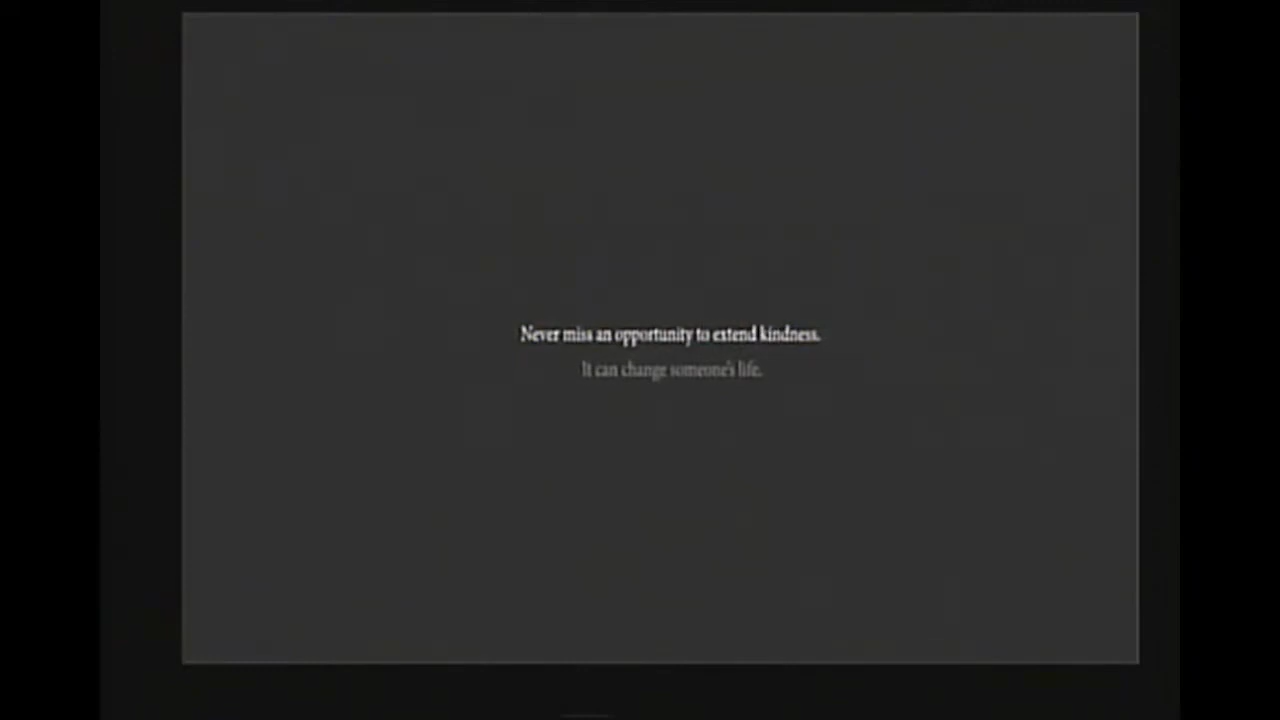 Never miss an opportunity to extend kindness.
It can change someone's life.